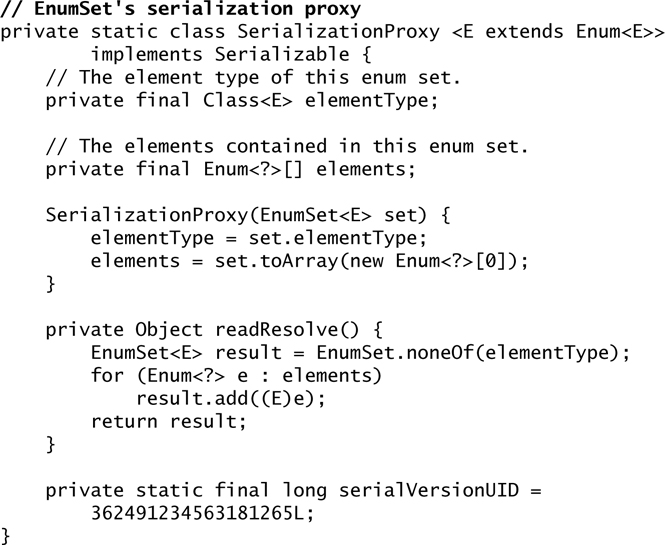 // EnumSet's serialization proxy
private static class SerializationProxy <E extends Enum<E>>
        implements Serializable {
    // The element type of this enum set.
    private final Class<E> elementType;

    // The elements contained in this enum set.
    private final Enum<?>[] elements;

    SerializationProxy(EnumSet<E> set) {
        elementType = set.elementType;
        elements = set.toArray(new Enum<?>[0]);
    }

    private Object readResolve() {
        EnumSet<E> result = EnumSet.noneOf(elementType);
        for (Enum<?> e : elements)
            result.add((E)e);
        return result;
    }

    private static final long serialVersionUID =
        362491234563181265L;
}